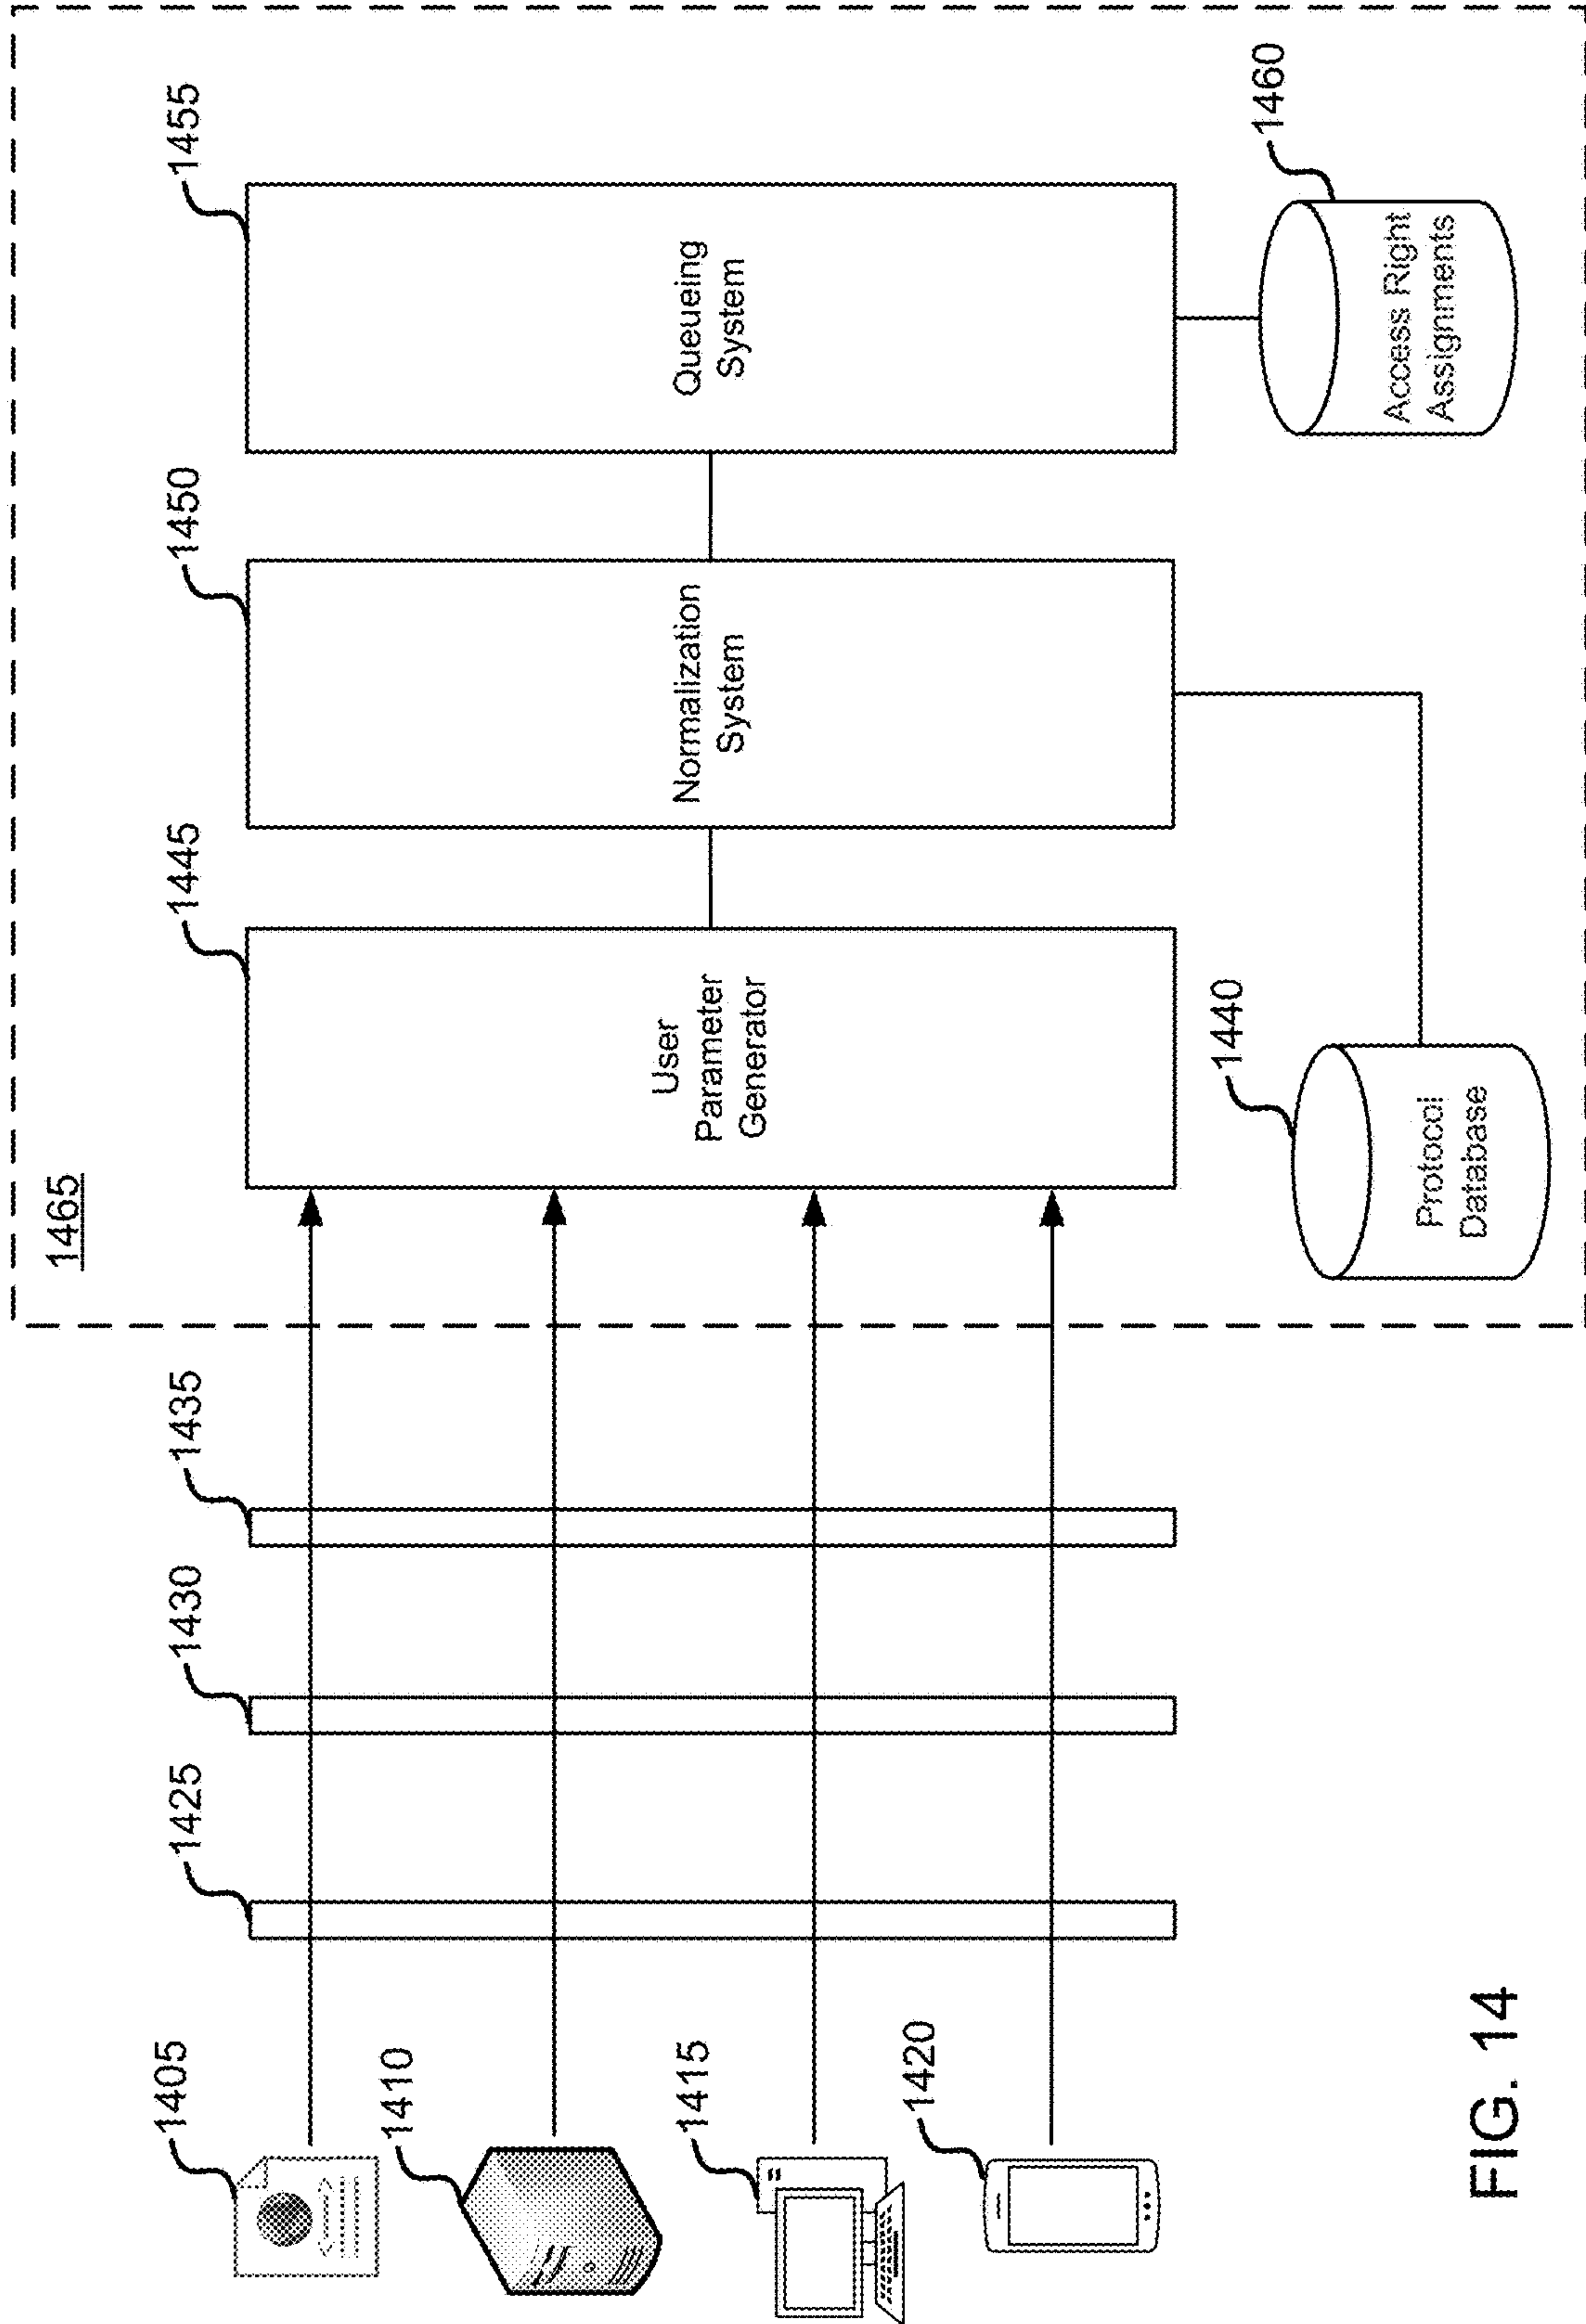 1405
1410
1415
1420
1425
1430
1435
1465
1445
1450
1455
User
Parameter
Generator
Normalization
System
Queueing
System
1440
Protocol
Database
1460
Access Right
Assignments
FIG. 14